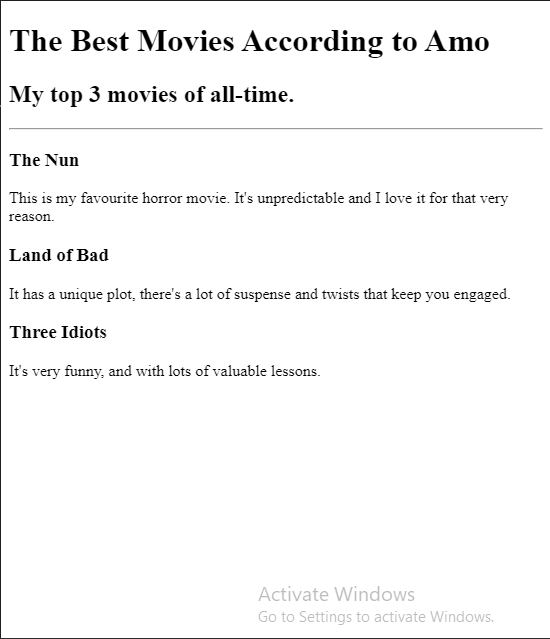 The Best Movies According to Amo
My top 3 movies of all-time.
The Nun
This is my favourite horror movie. It's unpredictable and I love it for that very
reason.
Land of Bad
It has a unique plot, there's a lot of suspense and twists that keep you engaged.
Three Idiots
It's very funny, and with lots of valuable lessons.
Activate Windows
Go to Settings to activate Windows.